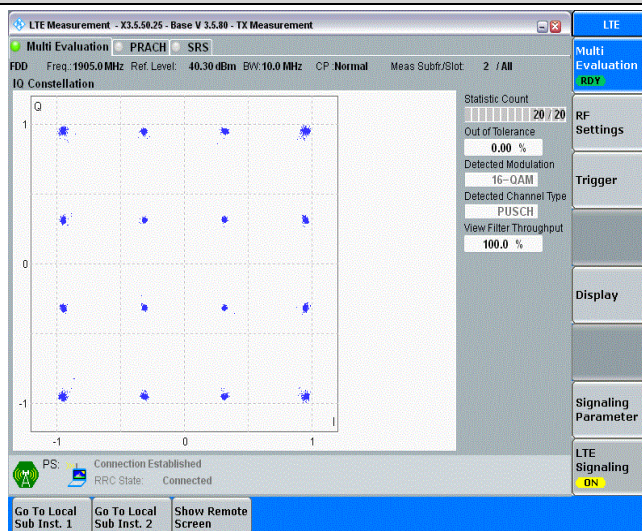 LTE Measurement - X3.5.50.25 - Base V 3.5.80 - TX Measurement
LTE
Multi Evaluation PRACH SRS
Multi
Evaluation
RDY
FDD Freq.:1905.0 MHz Ref. Level: 40.30 dBm BW:10.0 MHz CP :Normal Meas Subfr./Slot: 2 / All
IQ Constellation
Q
1
0
-1
-1 0 1
I
Statistic Count
20 / 20
Out of Tolerance
0.00 %
Detected Modulation
16-QAM
Detected Channel Type
PUSCH
View Filter Throughput
100.0 %
RF
Settings
Trigger
Display
Signaling
Parameter
LTE
Signaling
ON
PS: Connection Established
RRC State: Connected
Go To Local
Sub Inst. 1
Go To Local
Sub Inst. 2
Show Remote
Screen